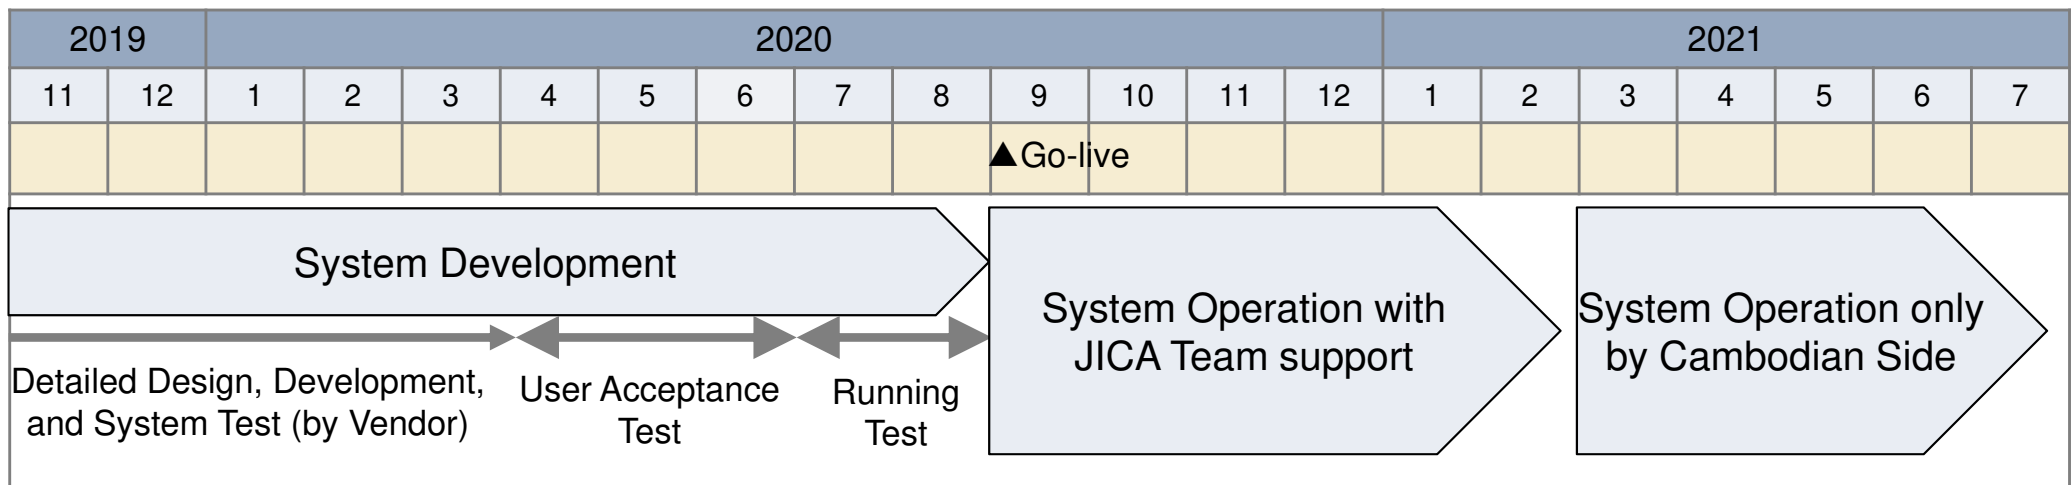 2019 2020 2021
11 12 1 2 3 4 5 6 7 8 9 10 11 12 1 2 3 4 5 6 7
▲Go-live
System Development
System Operation with
JICA Team support
System Operation only
by Cambodian Side
Detailed Design, Development,
and System Test (by Vendor)
User Acceptance
Test
Running
Test